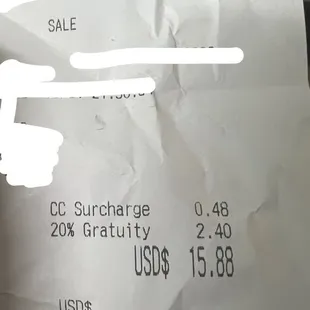 SALE
CC Surcharge 0.48
20% Gratuity 2.40
USD$ 15.88
USD$